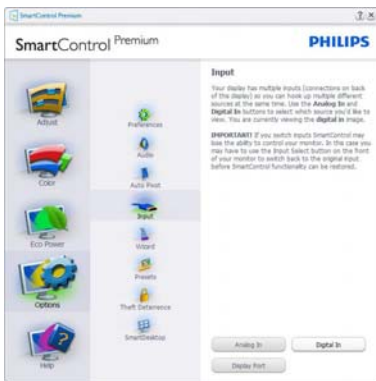 SmartControl Premium
SmartControl Premium
PHILIPS
Adjust
Color
Eco Power
Options
Help
Preferences
Audio
Auto Pivot
Input
Wizard
Presets
Theft Deterrence
SmartDesktop
Input
Your display has multiple inputs (connections on back
of this display) as you can hook up multiple different
sources at the same time. Use the Analog In and
Digital In buttons to select which source you'd like to
view. You are currently viewing the digital in image.
IMPORTANT! If you switch inputs SmartControl may
lose the ability to control your monitor. In the case you
may have to use the Input Select button on the front
of your monitor to switch back to the original input
before SmartControl functionality can be restored.
Analog In
Digital In
Display Port